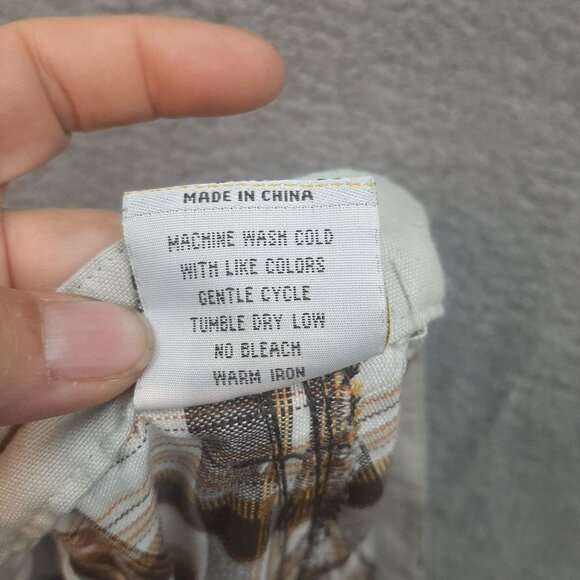 MADE IN CHINA
MACHINE WASH COLD
WITH LIKE COLORS
GENTLE CYCLE
TUMBLE DRY LOW
NO BLEACH
WARM IRON